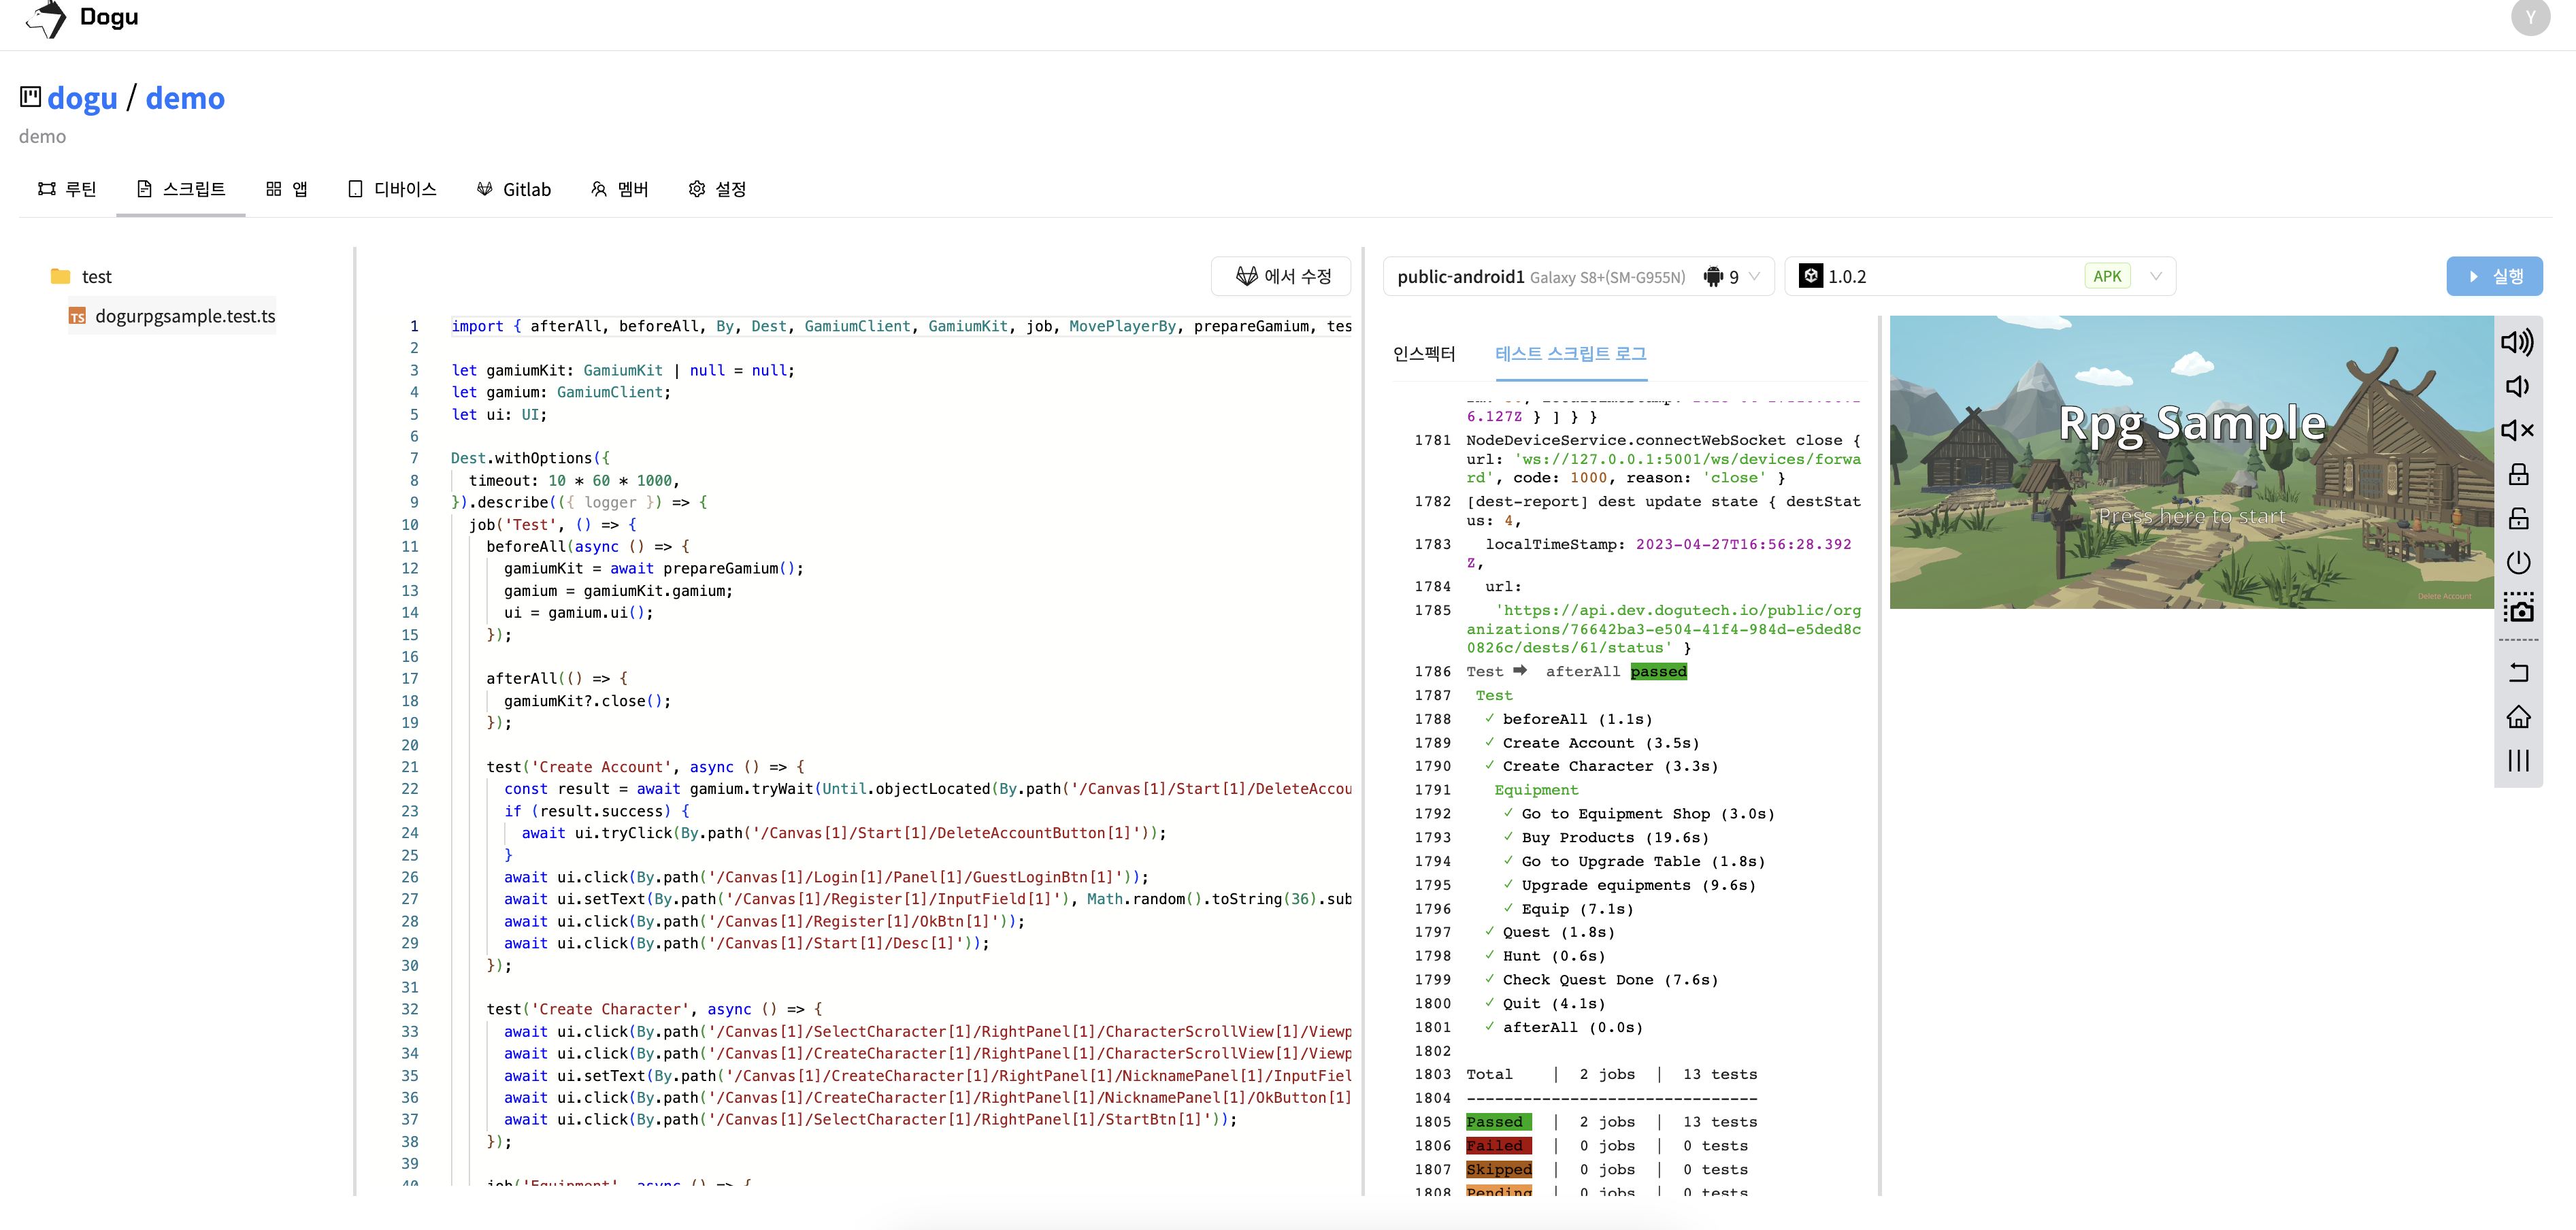 Dogu
Y
dogu / demo
demo
루틴
스크립트
앱
디바이스
Gitlab
멤버
설정
test
TS dogurpgsample.test.ts
에서 수정
1 import { afterAll, beforeAll, By, Dest, GamiumClient, GamiumKit, job, MovePlayerBy, prepareGamium, tes
2
3 let gamiumKit: GamiumKit | null = null;
4 let gamium: GamiumClient;
5 let ui: UI;
6
7 Dest.withOptions({
8 timeout: 10 * 60 * 1000,
9 }).describe(({ logger }) => {
10 job('Test', () => {
11 beforeAll(async () => {
12 gamiumKit = await prepareGamium();
13 gamium = gamiumKit.gamium;
14 ui = gamium.ui();
15 });
16
17 afterAll(() => {
18 gamiumKit?.close();
19 });
20
21 test('Create Account', async () => {
22 const result = await gamium.tryWait(Until.objectLocated(By.path('/Canvas[1]/Start[1]/DeleteAccou
23 if (result.success) {
24 await ui.tryClick(By.path('/Canvas[1]/Start[1]/DeleteAccountButton[1]'));
25 }
26 await ui.click(By.path('/Canvas[1]/Login[1]/Panel[1]/GuestLoginBtn[1]'));
27 await ui.setText(By.path('/Canvas[1]/Register[1]/InputField[1]'), Math.random().toString(36).sub
28 await ui.click(By.path('/Canvas[1]/Register[1]/OkBtn[1]'));
29 await ui.click(By.path('/Canvas[1]/Start[1]/Desc[1]'));
30 });
31
32 test('Create Character', async () => {
33 await ui.click(By.path('/Canvas[1]/SelectCharacter[1]/RightPanel[1]/CharacterScrollView[1]/Viewp
34 await ui.click(By.path('/Canvas[1]/CreateCharacter[1]/RightPanel[1]/CharacterScrollView[1]/Viewp
35 await ui.setText(By.path('/Canvas[1]/CreateCharacter[1]/RightPanel[1]/NicknamePanel[1]/InputFiel
36 await ui.click(By.path('/Canvas[1]/CreateCharacter[1]/RightPanel[1]/NicknamePanel[1]/OkButton[1]
37 await ui.click(By.path('/Canvas[1]/SelectCharacter[1]/RightPanel[1]/StartBtn[1]'));
38 });
39
40 job('Equipment', async () => {
public-android1 Galaxy S8+(SM-G955N) 9
1.0.2 APK
실행
인스펙터
테스트 스크립트 로그
6.127Z } ] } }
1781 NodeDeviceService.connectWebSocket close {
url: 'ws://127.0.0.1:5001/ws/devices/forwa
rd', code: 1000, reason: 'close' }
1782 [dest-report] dest update state { destStat
us: 4,
1783 localTimeStamp: 2023-04-27T16:56:28.392
Z,
1784 url:
1785 'https://api.dev.dogutech.io/public/org
anizations/76642ba3-e504-41f4-984d-e5ded8c
0826c/dests/61/status' }
1786 Test ➡ afterAll passed
1787 Test
1788 ✓ beforeAll (1.1s)
1789 ✓ Create Account (3.5s)
1790 ✓ Create Character (3.3s)
1791 Equipment
1792 ✓ Go to Equipment Shop (3.0s)
1793 ✓ Buy Products (19.6s)
1794 ✓ Go to Upgrade Table (1.8s)
1795 ✓ Upgrade equipments (9.6s)
1796 ✓ Equip (7.1s)
1797 ✓ Quest (1.8s)
1798 ✓ Hunt (0.6s)
1799 ✓ Check Quest Done (7.6s)
1800 ✓ Quit (4.1s)
1801 ✓ afterAll (0.0s)
1802
1803 Total | 2 jobs | 13 tests
1804 -------------------------------
1805 Passed | 2 jobs | 13 tests
1806 Failed | 0 jobs | 0 tests
1807 Skipped | 0 jobs | 0 tests
1808 Pending | 0 jobs | 0 tests
Rpg Sample
Press here to start
Delete Account